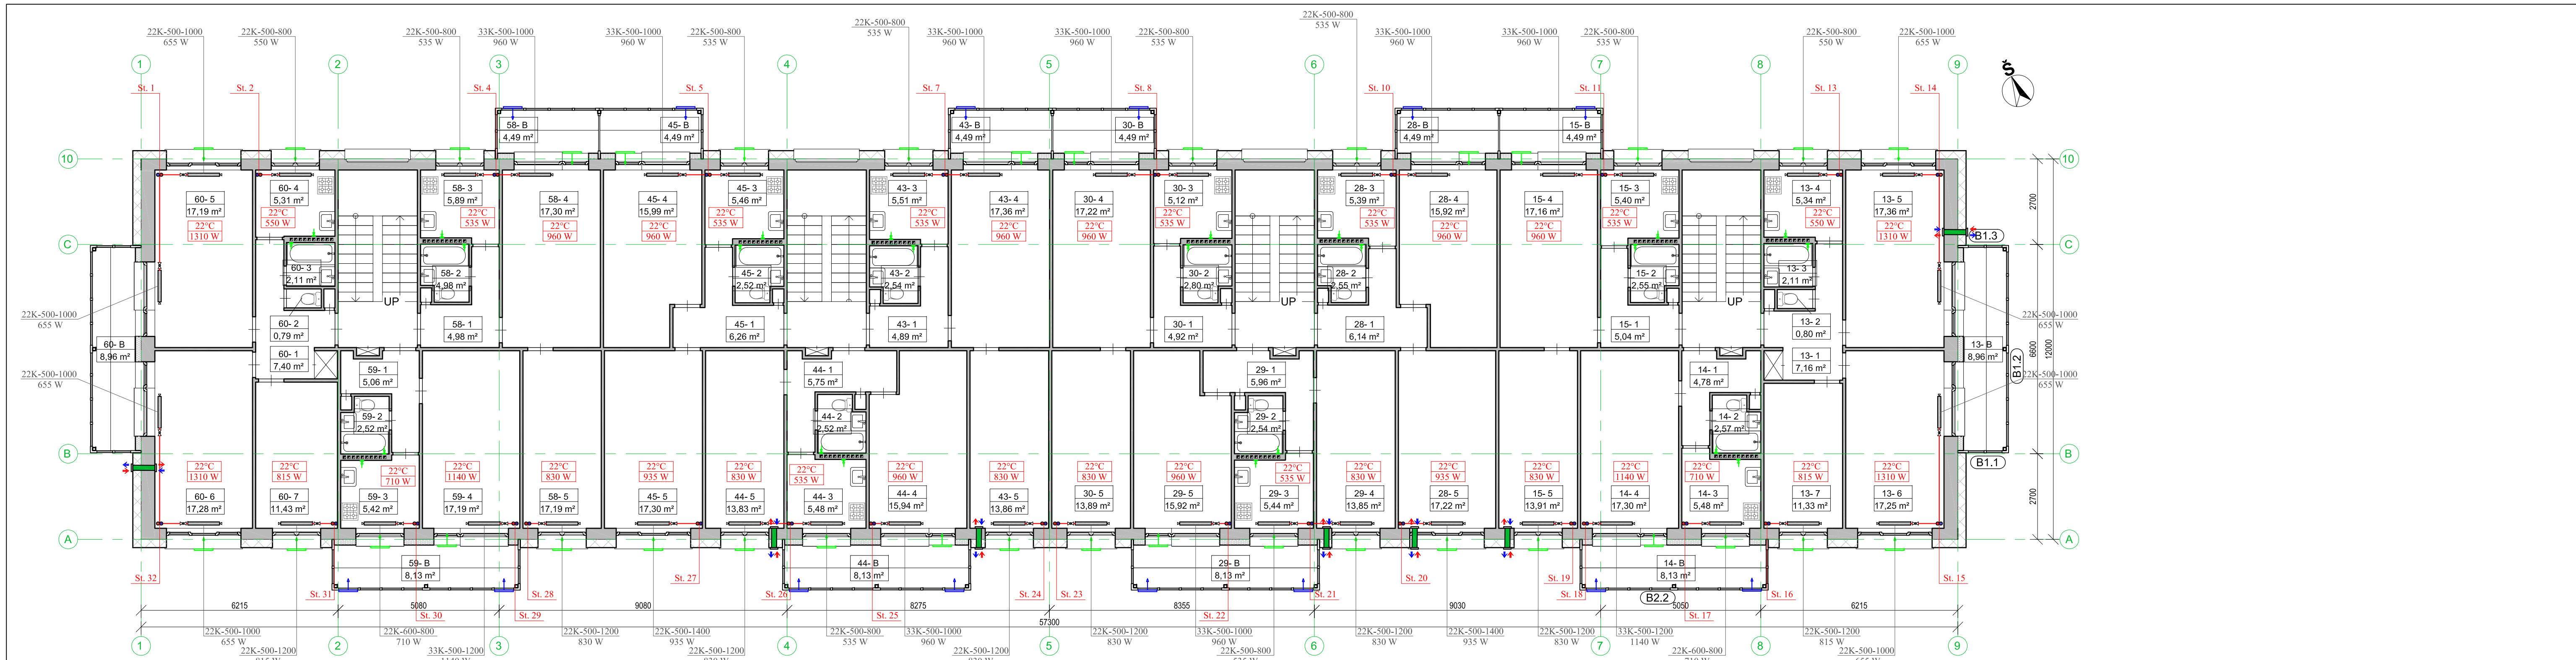 22K-500-1000
655 W
22K-500-800
550 W
22K-500-800
535 W
33K-500-1000
960 W
33K-500-1000
960 W
22K-500-800
535 W
22K-500-800
535 W
33K-500-1000
960 W
33K-500-1000
960 W
22K-500-800
535 W
22K-500-800
535 W
33K-500-1000
960 W
33K-500-1000
960 W
22K-500-800
535 W
22K-500-800
550 W
22K-500-1000
655 W
1 2 3 4 5 6 7 8 9
Š
St. 1
St. 2
St. 4
St. 5
St. 7
St. 8
St. 10
St. 11
St. 13
St. 14
58- B
4,49 m²
45- B
4,49 m²
43- B
4,49 m²
30- B
4,49 m²
28- B
4,49 m²
15- B
4,49 m²
10
10
60- 5
17,19 m²
22°C
1310 W
60- 4
5,31 m²
22°C
550 W
58- 3
5,89 m²
22°C
535 W
58- 4
17,30 m²
22°C
960 W
45- 4
15,99 m²
22°C
960 W
45- 3
5,46 m²
22°C
535 W
43- 3
5,51 m²
22°C
535 W
43- 4
17,36 m²
22°C
960 W
30- 4
17,22 m²
22°C
960 W
30- 3
5,12 m²
22°C
535 W
28- 3
5,39 m²
22°C
535 W
28- 4
15,92 m²
22°C
960 W
15- 4
17,16 m²
22°C
960 W
15- 3
5,40 m²
22°C
535 W
13- 4
5,34 m²
22°C
550 W
13- 5
17,36 m²
22°C
1310 W
2700
C
C
B1.3
60- 3
2,11 m²
58- 2
4,98 m²
45- 2
2,52 m²
43- 2
2,54 m²
30- 2
2,80 m²
28- 2
2,55 m²
15- 2
2,55 m²
13- 3
2,11 m²
UP
UP
UP
22K-500-1000
655 W
22K-500-1000
655 W
60- 2
0,79 m²
58- 1
4,98 m²
45- 1
6,26 m²
43- 1
4,89 m²
30- 1
4,92 m²
28- 1
6,14 m²
15- 1
5,04 m²
13- 2
0,80 m²
60- B
8,96 m²
13- B
8,96 m²
6600
12000
B1.2
60- 1
7,40 m²
59- 1
5,06 m²
44- 1
5,75 m²
29- 1
5,96 m²
14- 1
4,78 m²
13- 1
7,16 m²
22K-500-1000
655 W
22K-500-1000
655 W
59- 2
2,52 m²
44- 2
2,52 m²
29- 2
2,54 m²
14- 2
2,57 m²
B
B
B1.1
22°C
1310 W
60- 6
17,28 m²
22°C
815 W
60- 7
11,43 m²
22°C
710 W
59- 3
5,42 m²
22°C
1140 W
59- 4
17,19 m²
22°C
830 W
58- 5
17,19 m²
22°C
935 W
45- 5
17,30 m²
22°C
830 W
44- 5
13,83 m²
22°C
535 W
44- 3
5,48 m²
22°C
960 W
44- 4
15,94 m²
22°C
830 W
43- 5
13,86 m²
22°C
830 W
30- 5
13,89 m²
22°C
960 W
29- 5
15,92 m²
22°C
535 W
29- 3
5,44 m²
22°C
830 W
29- 4
13,85 m²
22°C
935 W
28- 5
17,22 m²
22°C
830 W
15- 5
13,91 m²
22°C
1140 W
14- 4
17,30 m²
22°C
710 W
14- 3
5,48 m²
22°C
815 W
13- 7
11,33 m²
22°C
1310 W
13- 6
17,25 m²
2700
A
A
59- B
8,13 m²
44- B
8,13 m²
29- B
8,13 m²
14- B
8,13 m²
St. 32
St. 31
St. 30
St. 29
St. 28
St. 27
St. 26
St. 25
St. 24
St. 23
St. 22
St. 21
St. 20
St. 19
St. 18
St. 17
St. 16
St. 15
B2.2
6215
5080
9080
8275
8355
9030
5050
6215
57300
22K-500-1000
655 W
22K-500-1200
815 W
22K-600-800
710 W
33K-500-1200
1140 W
22K-500-1200
830 W
22K-500-1400
935 W
22K-500-1200
830 W
22K-500-800
535 W
33K-500-1000
960 W
22K-500-1200
830 W
22K-500-1200
830 W
33K-500-1000
960 W
22K-500-800
535 W
22K-500-1200
830 W
22K-500-1400
935 W
22K-500-1200
830 W
33K-500-1200
1140 W
22K-600-800
710 W
22K-500-1200
815 W
22K-500-1000
655 W
1 2 3 4 5 6 7 8 9